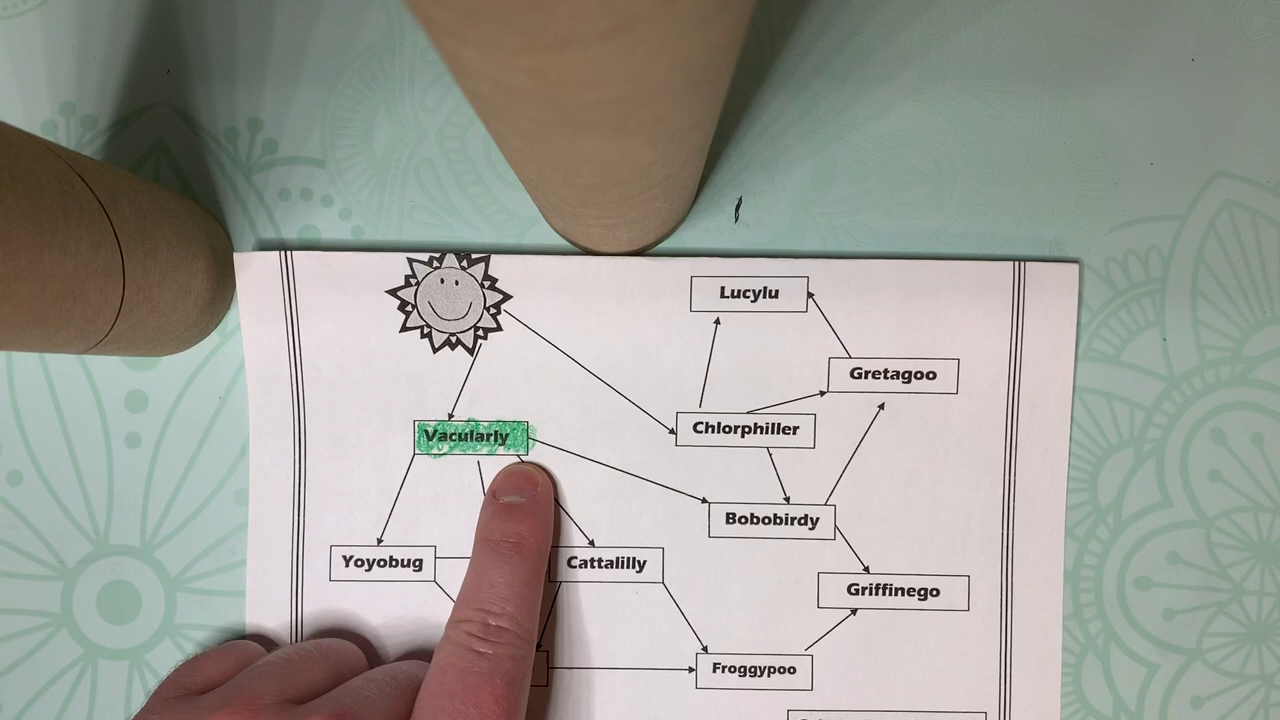 Lucylu
Gretagoo
Vacularly
Chlorphiller
Bobobirdy
Yoyobug
Cattalilly
Griffinego
Froggypoo